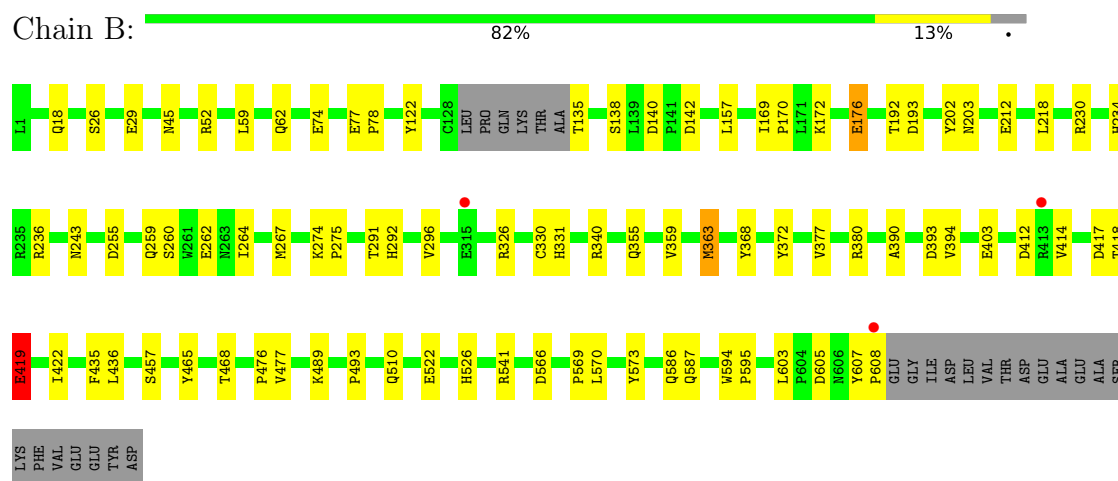 Chain B:
82% 13% •
L1 Q18 S26 E29 N45 R52 L59 Q62 E74 E77 P78 Y122 C128 LEU PRO GLN LYS THR ALA T135 S138 L139 D140 P141 D142 L157 I169 P170 L171 K172 E176 T192 D193 Y202 N203 E212 L218 R230 H234
R235 R236 N243 D255 Q259 S260 W261 E262 N263 I264 M267 K274 P275 T291 H292 V296 E315 R326 C330 H331 R340 Q355 V359 M363 Y368 Y372 V377 R380 A390 D393 V394 E403 D412 R413 V414 D417 T418
E419 I422 F435 L436 S457 Y465 T468 P476 V477 K489 P493 Q510 E522 H526 R541 D566 P569 L570 Y573 Q586 Q587 W594 P595 L603 P604 D605 N606 Y607 P608 GLU GLY ILE ASP LEU VAL THR ASP GLU ALA GLU ALA SER
LYS PHE VAL GLU GLU TYR ASP